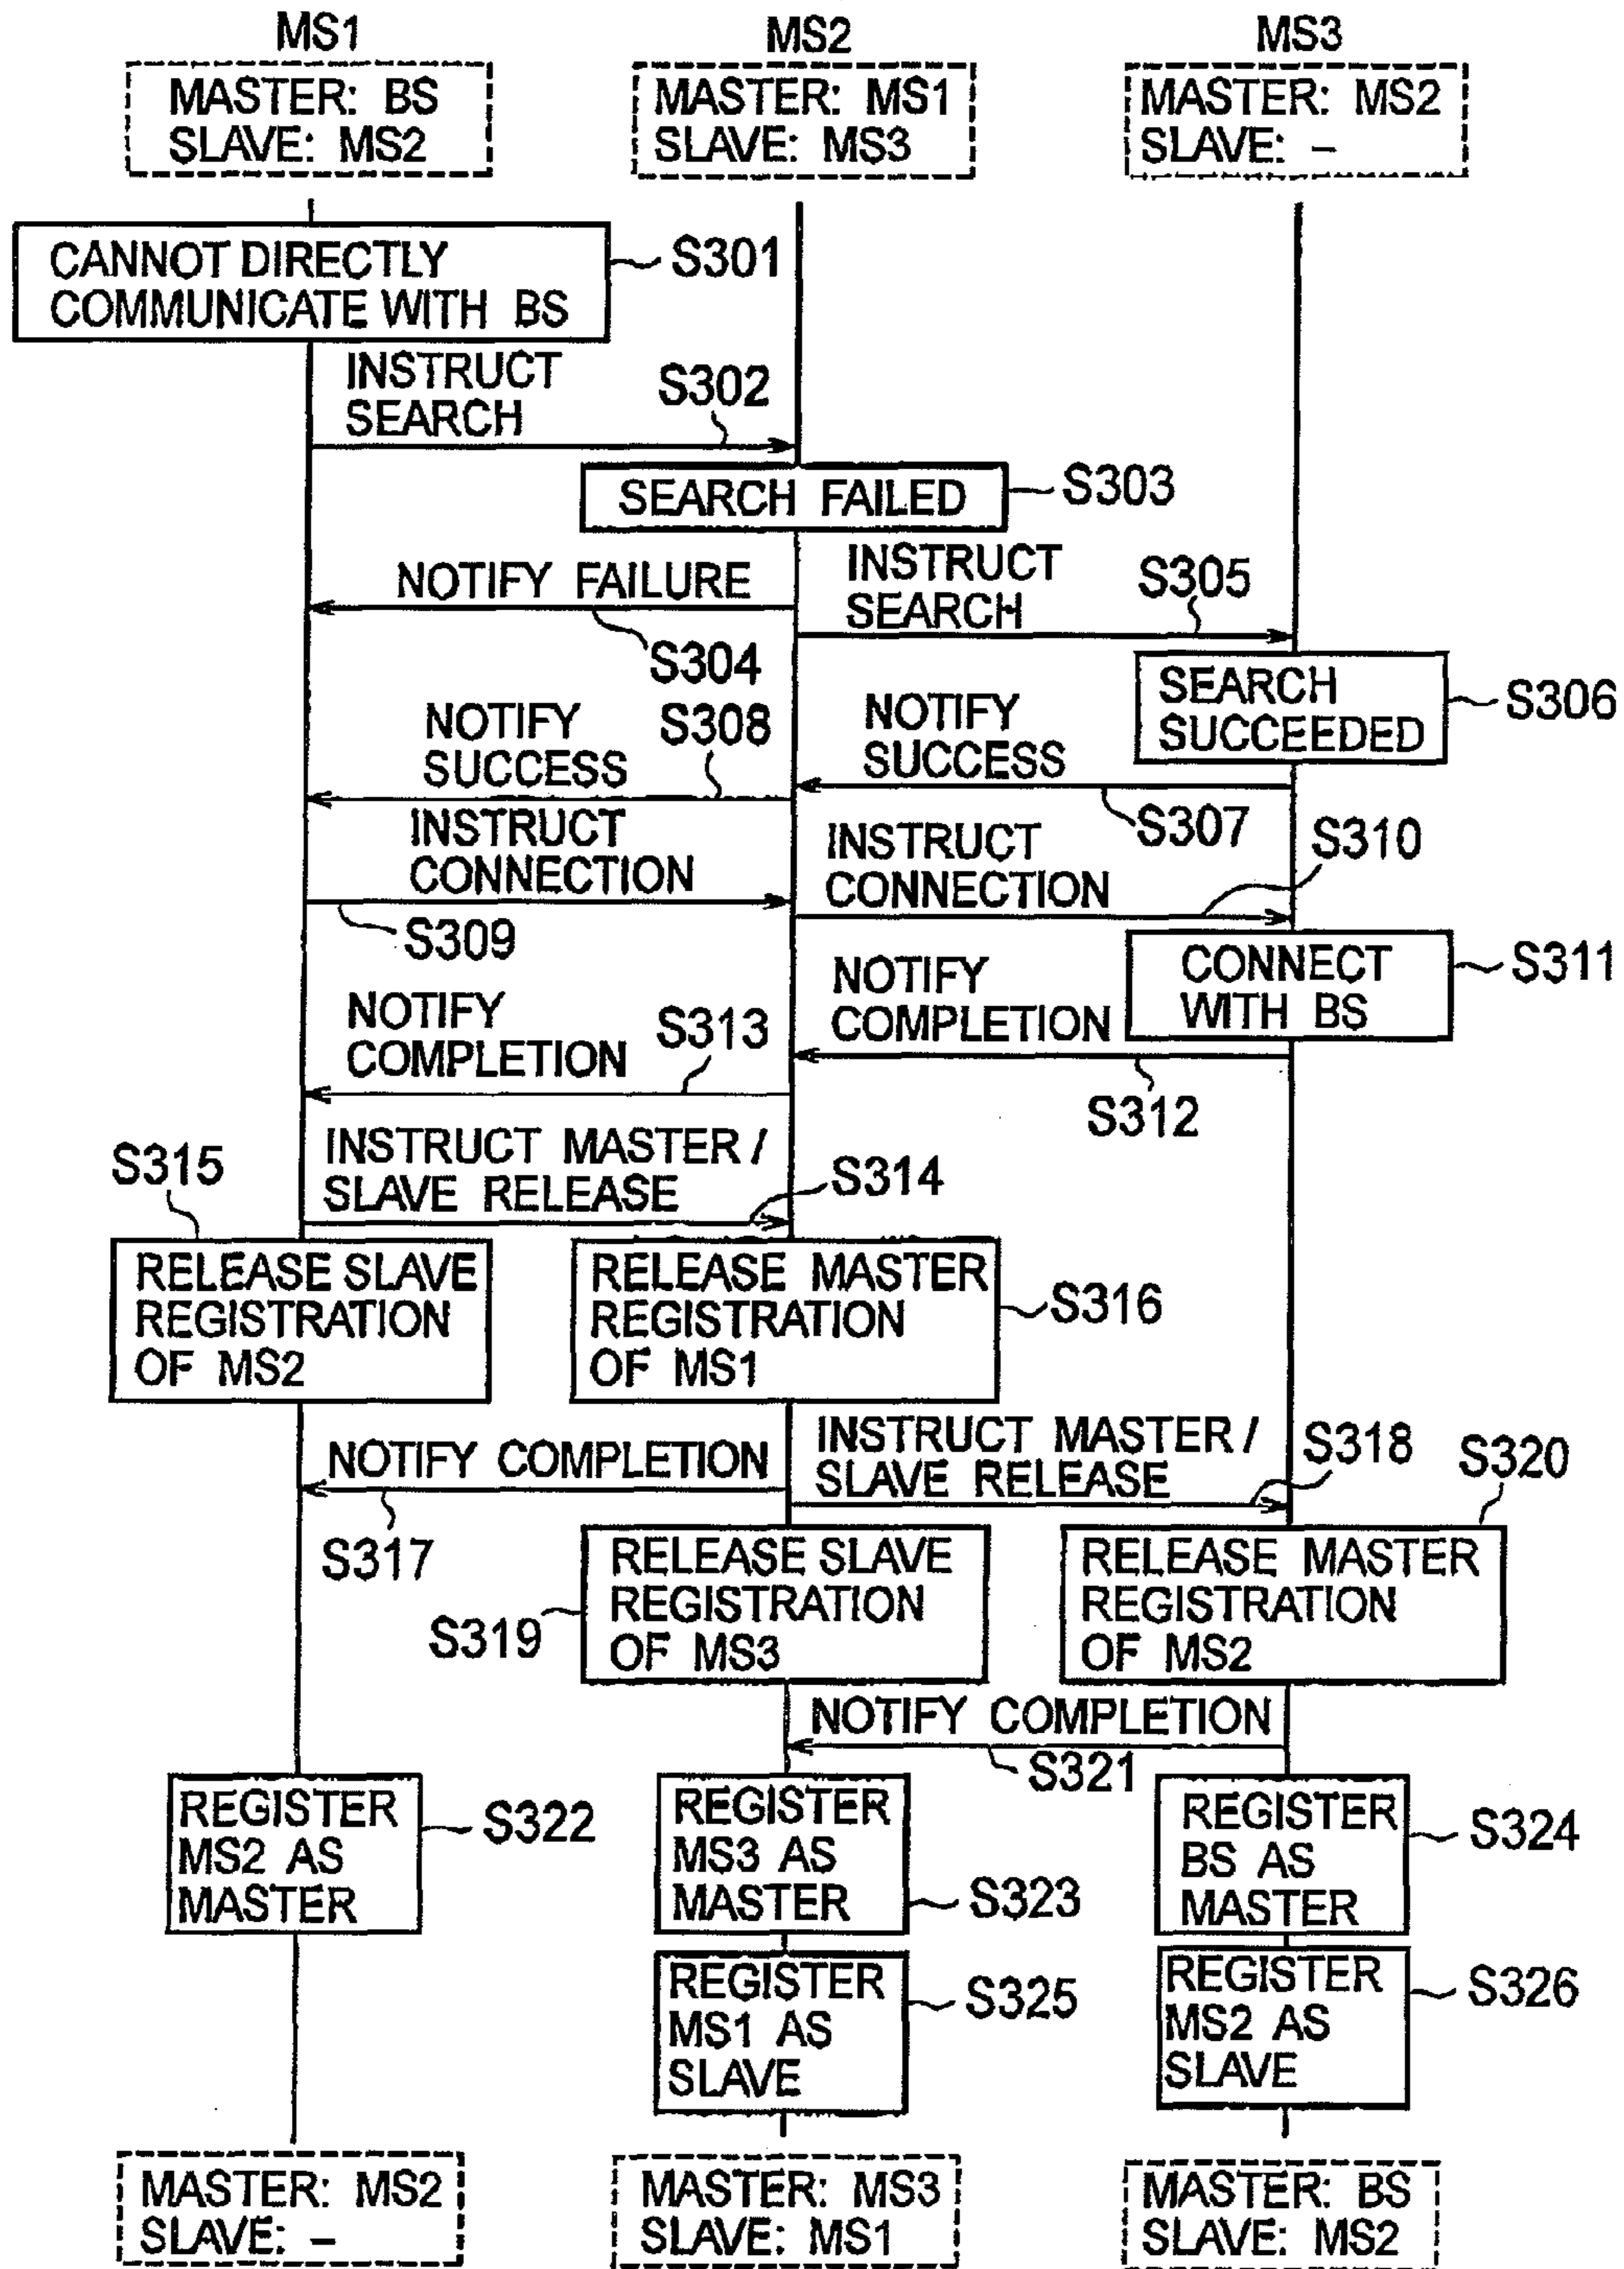 MS1
MS2
MS3
MASTER: BS
SLAVE: MS2
MASTER: MS1
SLAVE: MS3
MASTER: MS2
SLAVE: –
CANNOT DIRECTLY
COMMUNICATE WITH BS
S301
INSTRUCT
SEARCH
S302
SEARCH FAILED
S303
NOTIFY FAILURE
S304
INSTRUCT
SEARCH
S305
SEARCH
SUCCEEDED
S306
NOTIFY
SUCCESS
S308
NOTIFY
SUCCESS
S307
INSTRUCT
CONNECTION
S309
INSTRUCT
CONNECTION
S310
CONNECT
WITH BS
S311
NOTIFY
COMPLETION
S313
NOTIFY
COMPLETION
S312
INSTRUCT MASTER /
SLAVE RELEASE
S314
S315
RELEASE SLAVE
REGISTRATION
OF MS2
RELEASE MASTER
REGISTRATION
OF MS1
S316
NOTIFY COMPLETION
S317
INSTRUCT MASTER /
SLAVE RELEASE
S318
S320
RELEASE SLAVE
REGISTRATION
OF MS3
S319
RELEASE MASTER
REGISTRATION
OF MS2
NOTIFY COMPLETION
S321
REGISTER
MS2 AS
MASTER
S322
REGISTER
MS3 AS
MASTER
S323
REGISTER
BS AS
MASTER
S324
REGISTER
MS1 AS
SLAVE
S325
REGISTER
MS2 AS
SLAVE
S326
MASTER: MS2
SLAVE: –
MASTER: MS3
SLAVE: MS1
MASTER: BS
SLAVE: MS2